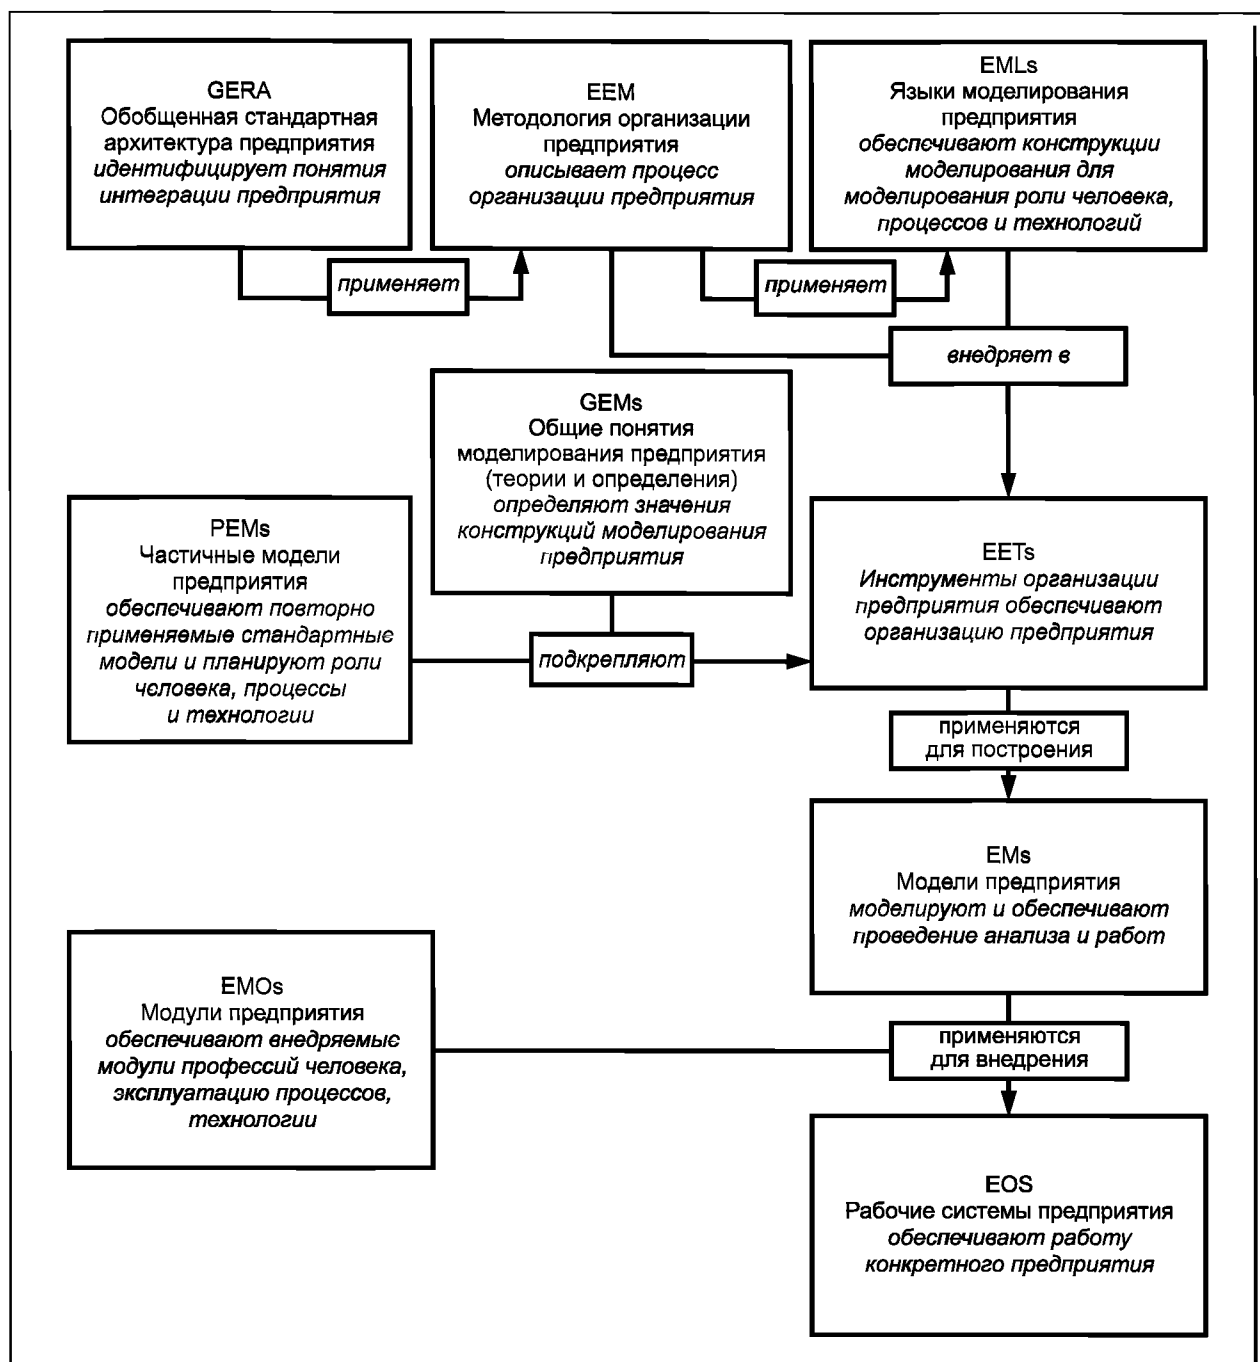 GERA
Обобщенная стандартная
архитектура предприятия
идентифицирует понятия
интеграции предприятия
EEM
Методология организации
предприятия
описывает процесс
организации предприятия
EMLs
Языки моделирования
предприятия
обеспечивают конструкции
моделирования для
моделирования роли человека,
процессов и технологий
применяет
применяет
внедряет в
GEMs
Общие понятия
моделирования предприятия
(теории и определения)
определяют значения
конструкций моделирования
предприятия
PEMs
Частичные модели
предприятия
обеспечивают повторно
применяемые стандартные
модели и планируют роли
человека, процессы
и технологии
EETs
Инструменты организации
предприятия обеспечивают
организацию предприятия
подкрепляют
применяются
для построения
EMs
Модели предприятия
моделируют и обеспечивают
проведение анализа и работ
EMOs
Модули предприятия
обеспечивают внедряемые
модули профессий человека,
эксплуатацию процессов,
технологии
применяются
для внедрения
EOS
Рабочие системы предприятия
обеспечивают работу
конкретного предприятия